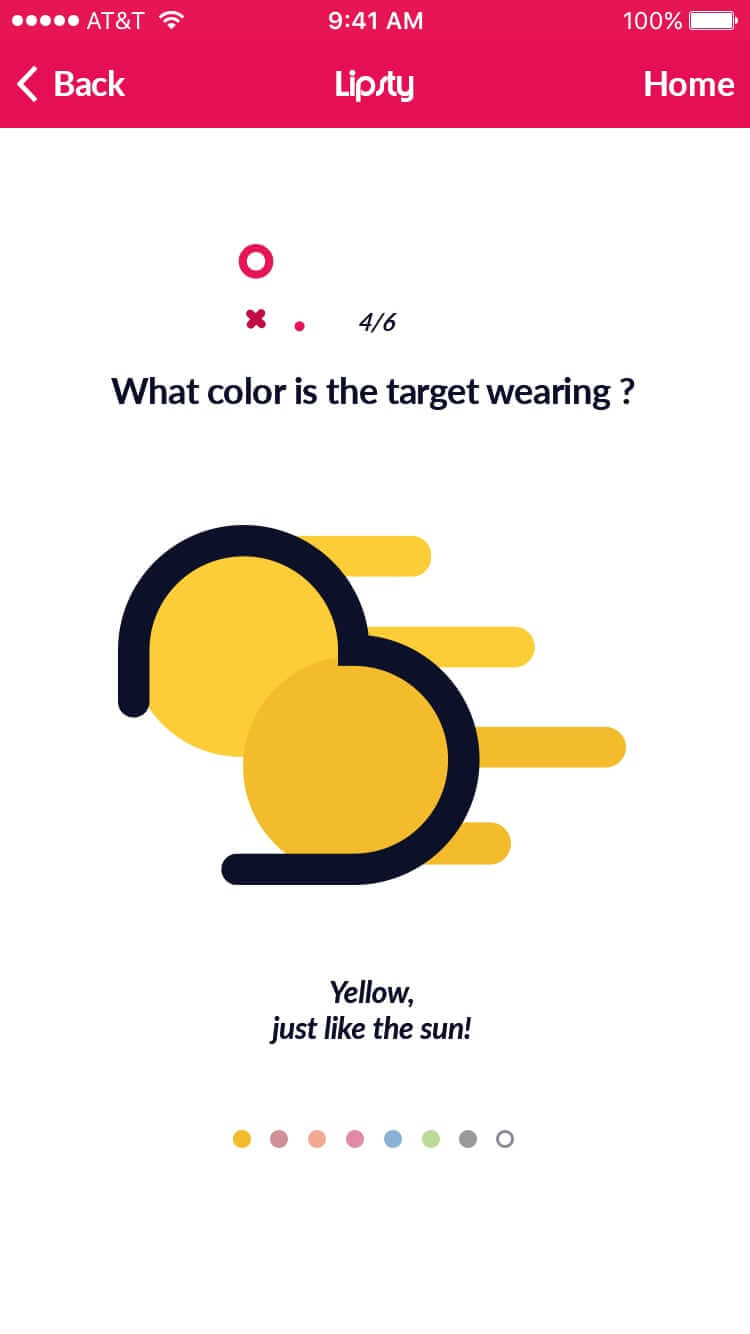 AT&T 9:41 AM 100%
Back Lipsty Home
4/6
What color is the target wearing ?
Yellow,
just like the sun!